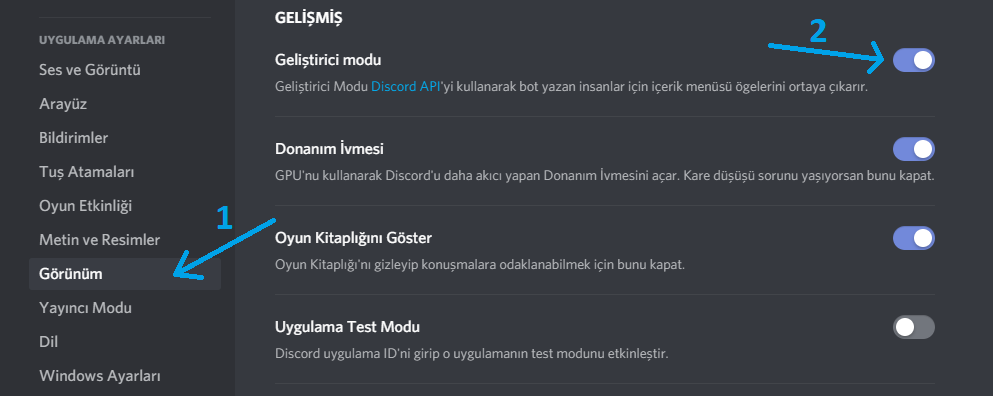 UYGULAMA AYARLARI
Ses ve Görüntü
Arayüz
Bildirimler
Tuş Atamaları
Oyun Etkinliği
Metin ve Resimler
Görünüm
Yayıncı Modu
Dil
Windows Ayarları
1
GELİŞMİŞ
2
Geliştirici modu
Geliştirici Modu Discord API'yi kullanarak bot yazan insanlar için içerik menüsü ögelerini ortaya çıkarır.
Donanım İvmesi
GPU'nu kullanarak Discord'u daha akıcı yapan Donanım İvmesini açar. Kare düşüşü sorunu yaşıyorsan bunu kapat.
Oyun Kitaplığını Göster
Oyun Kitaplığı'nı gizleyip konuşmalara odaklanabilmek için bunu kapat.
Uygulama Test Modu
Discord uygulama ID'ni girip o uygulamanın test modunu etkinleştir.